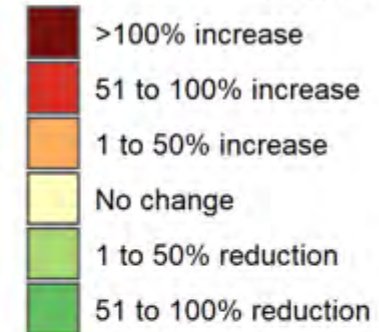 >100% increase
51 to 100% increase
1 to 50% increase
No change
1 to 50% reduction
51 to 100% reduction